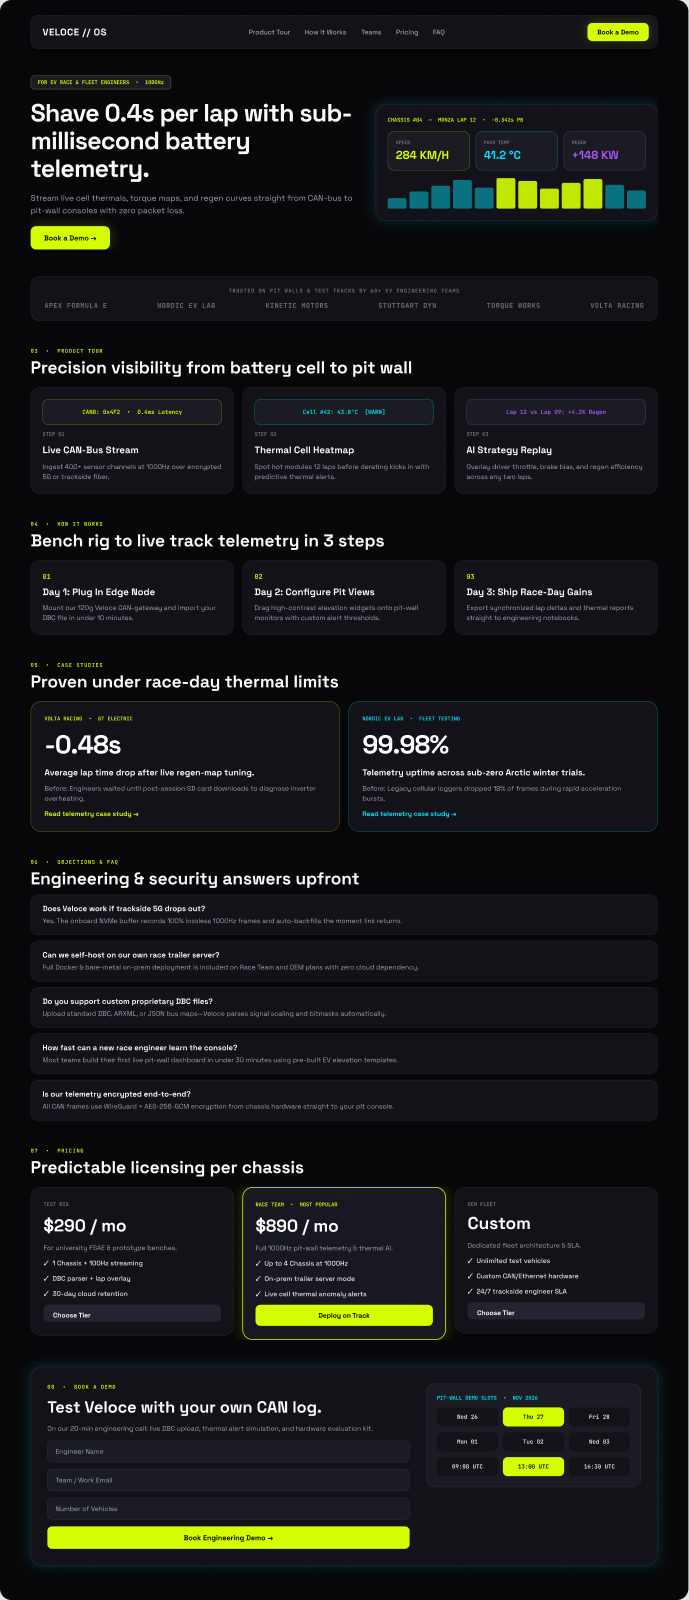 VELOCE // OS
Product Tour How It Works Teams Pricing FAQ
Book a Demo
FOR EV RACE & FLEET ENGINEERS • 1000Hz
Shave 0.4s per lap with sub-
millisecond battery
telemetry.
Stream live cell thermals, torque maps, and regen curves straight from CAN-bus to
pit-wall consoles with zero packet loss.
Book a Demo →
CHASSIS #04 — MONZA LAP 12 • -0.342s PB
SPEED
284 KM/H
PACK TEMP
41.2 °C
REGEN
+148 KW
TRUSTED ON PIT WALLS & TEST TRACKS BY 60+ EV ENGINEERING TEAMS
APEX FORMULA E NORDIC EV LAB KINETIC MOTORS STUTTGART DYN TORQUE WORKS VOLTA RACING
03 • PRODUCT TOUR
Precision visibility from battery cell to pit wall
CAN0: 0x4F2 • 0.4ms Latency
STEP 01
Live CAN-Bus Stream
Ingest 400+ sensor channels at 1000Hz over encrypted
5G or trackside fiber.
Cell #42: 43.8°C [WARN]
STEP 02
Thermal Cell Heatmap
Spot hot modules 12 laps before derating kicks in with
predictive thermal alerts.
Lap 12 vs Lap 09: +4.2% Regen
STEP 03
AI Strategy Replay
Overlay driver throttle, brake bias, and regen efficiency
across any two laps.
04 • HOW IT WORKS
Bench rig to live track telemetry in 3 steps
01
Day 1: Plug In Edge Node
Mount our 120g Veloce CAN-gateway and import your
DBC file in under 10 minutes.
02
Day 2: Configure Pit Views
Drag high-contrast elevation widgets onto pit-wall
monitors with custom alert thresholds.
03
Day 3: Ship Race-Day Gains
Export synchronized lap deltas and thermal reports
straight to engineering notebooks.
05 • CASE STUDIES
Proven under race-day thermal limits
VOLTA RACING • GT ELECTRIC
-0.48s
Average lap time drop after live regen-map tuning.
Before: Engineers waited until post-session SD card downloads to diagnose inverter
overheating.
Read telemetry case study →
NORDIC EV LAB • FLEET TESTING
99.98%
Telemetry uptime across sub-zero Arctic winter trials.
Before: Legacy cellular loggers dropped 18% of frames during rapid acceleration
bursts.
Read telemetry case study →
06 • OBJECTIONS & FAQ
Engineering & security answers upfront
Does Veloce work if trackside 5G drops out?
Yes. The onboard NVMe buffer records 100% lossless 1000Hz frames and auto-backfills the moment link returns.
Can we self-host on our own race trailer server?
Full Docker & bare-metal on-prem deployment is included on Race Team and OEM plans with zero cloud dependency.
Do you support custom proprietary DBC files?
Upload standard DBC, ARXML, or JSON bus maps—Veloce parses signal scaling and bitmasks automatically.
How fast can a new race engineer learn the console?
Most teams build their first live pit-wall dashboard in under 30 minutes using pre-built EV elevation templates.
Is our telemetry encrypted end-to-end?
All CAN frames use WireGuard + AES-256-GCM encryption from chassis hardware straight to your pit console.
07 • PRICING
Predictable licensing per chassis
TEST RIG
$290 / mo
For university FSAE & prototype benches.
✓ 1 Chassis + 100Hz streaming
✓ DBC parser + lap overlay
✓ 30-day cloud retention
Choose Tier
RACE TEAM • MOST POPULAR
$890 / mo
Full 1000Hz pit-wall telemetry & thermal AI.
✓ Up to 4 Chassis at 1000Hz
✓ On-prem trailer server mode
✓ Live cell thermal anomaly alerts
Deploy on Track
OEM FLEET
Custom
Dedicated fleet architecture & SLA.
✓ Unlimited test vehicles
✓ Custom CAN/Ethernet hardware
✓ 24/7 trackside engineer SLA
Choose Tier
08 • BOOK A DEMO
Test Veloce with your own CAN log.
On our 20-min engineering call: live DBC upload, thermal alert simulation, and hardware evaluation kit.
Engineer Name
Team / Work Email
Number of Vehicles
Book Engineering Demo →
PIT-WALL DEMO SLOTS • NOV 2026
Wed 26 Thu 27 Fri 28
Mon 01 Tue 02 Wed 03
09:00 UTC 13:00 UTC 16:30 UTC